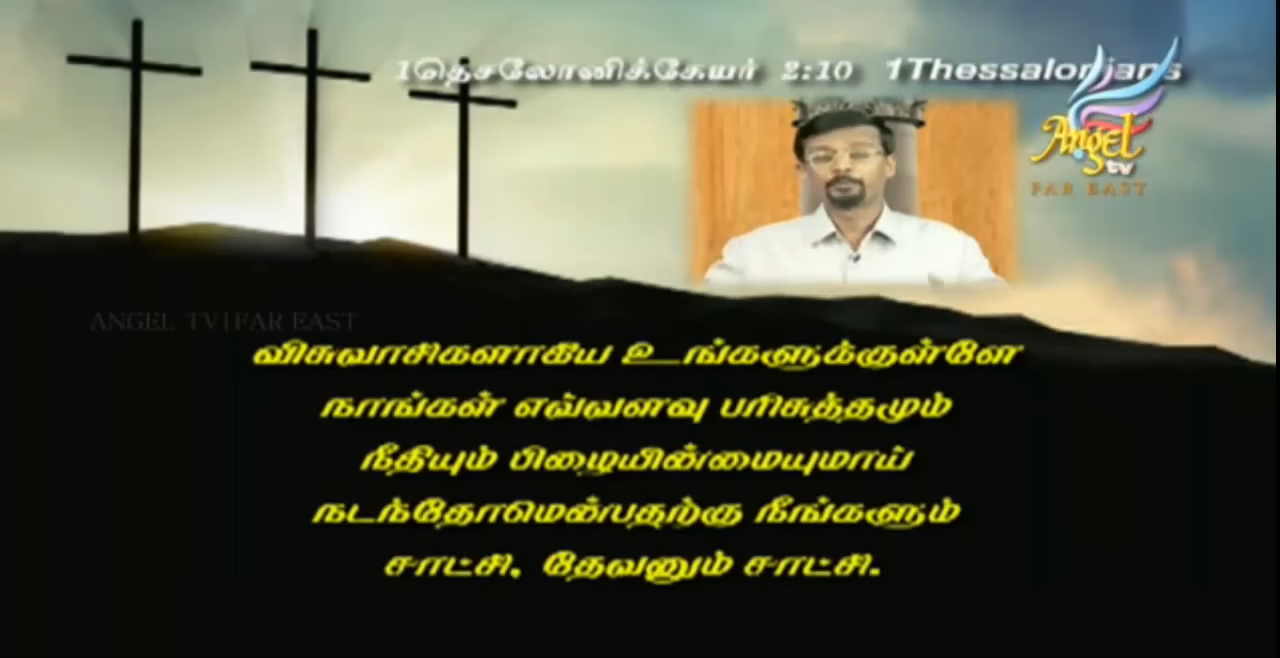 1தெசலோனிக்கேயர் 2:10 1Thessalonians
Angel
tv
FAR EAST
ANGEL TV|FAR EAST
விசுவாசிகளாகிய உங்களுக்குள்ளே
நாங்கள் எவ்வளவு பரிசுத்தமும்
நீதியும் பிழையின்மையுமாய்
நடந்தோமென்பதற்கு நீங்களும்
சாட்சி, தேவனும் சாட்சி.